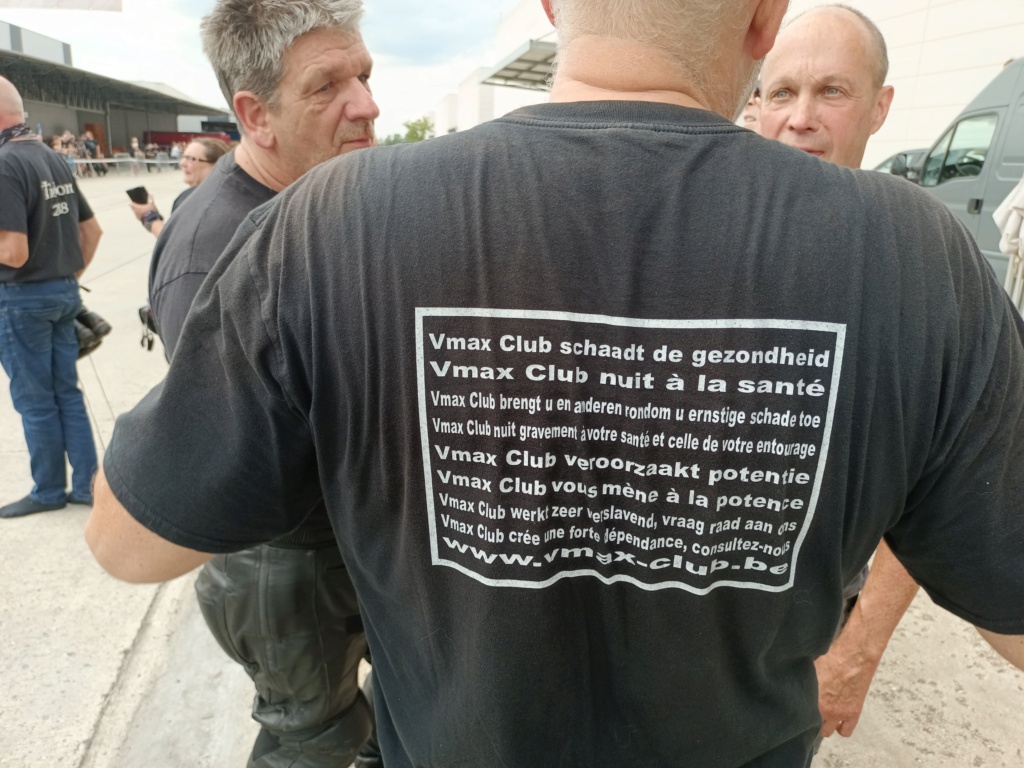 Vmax Club schaadt de gezondheid
Vmax Club nuit à la santé
Vmax Club brengt u en anderen rondom u ernstige schade toe
Vmax Club nuit gravement à votre santé et celle de votre entourage
Vmax Club veroorzaakt potentie
Vmax Club vous mène à la potence
Vmax Club werkt zeer verslavend, vraag raad aan ons
Vmax Club crée une forte dépendance, consultez-nous
www.vmax-club.be